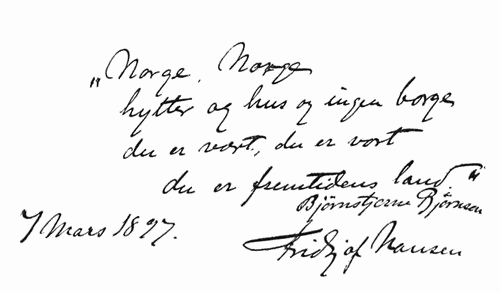 „Norge, Norge
hytter og hus og ingen borge
du er vort, du er vort
du er fremtidens land"
Bjørnstjerne Bjørnson
7 Mars 1897.
Fridtjof Nansen